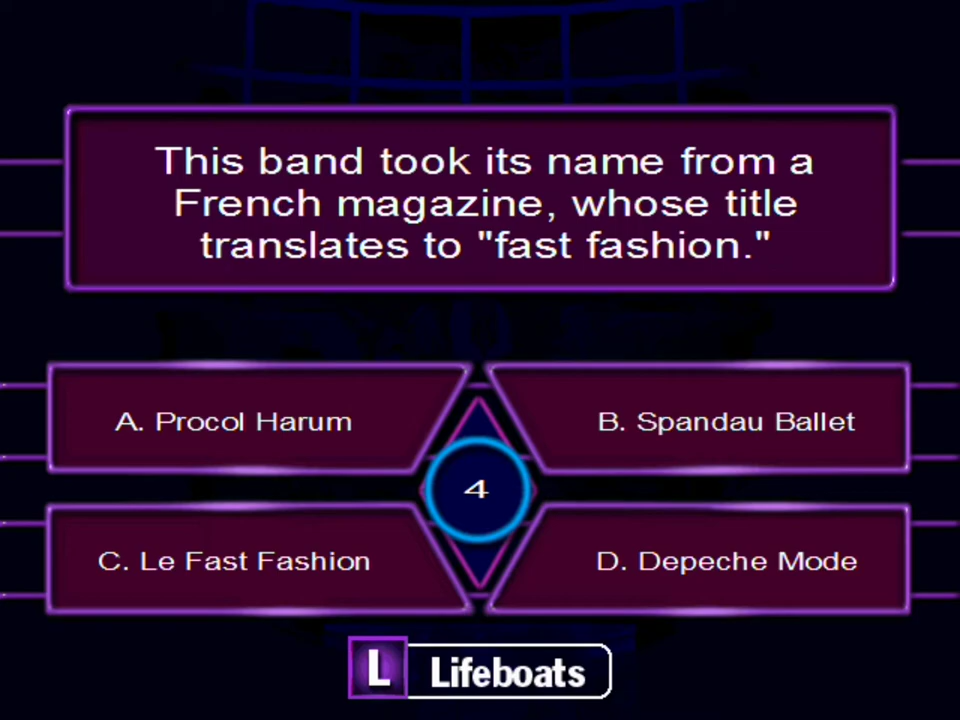 This band took its name from a
French magazine, whose title
translates to "fast fashion."
A. Procol Harum
B. Spandau Ballet
4
C. Le Fast Fashion
D. Depeche Mode
L Lifeboats